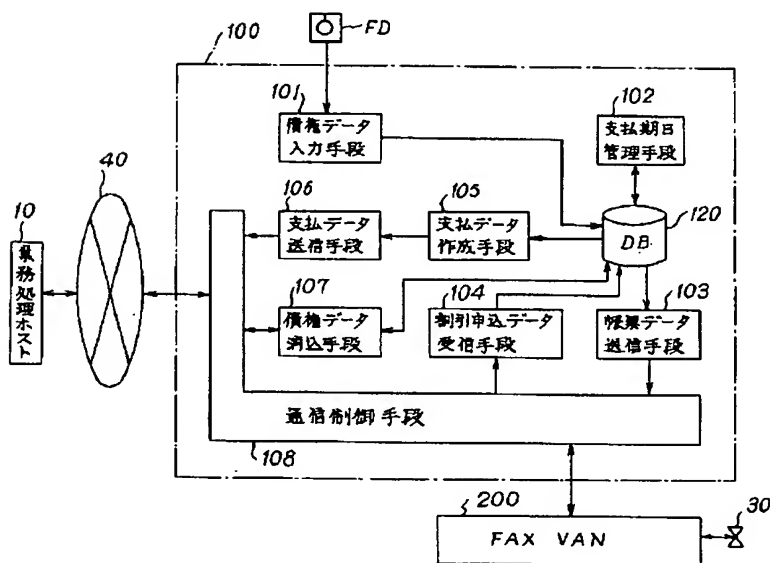 FD
100
101
債権データ
入力手段
102
支払期日
管理手段
40
10
業務処理ホスト
106
支払データ
送信手段
105
支払データ
作成手段
120
DB
107
債権データ
消込手段
104
割引申込データ
受信手段
103
帳票データ
送信手段
通信制御手段
108
200
FAX VAN
30